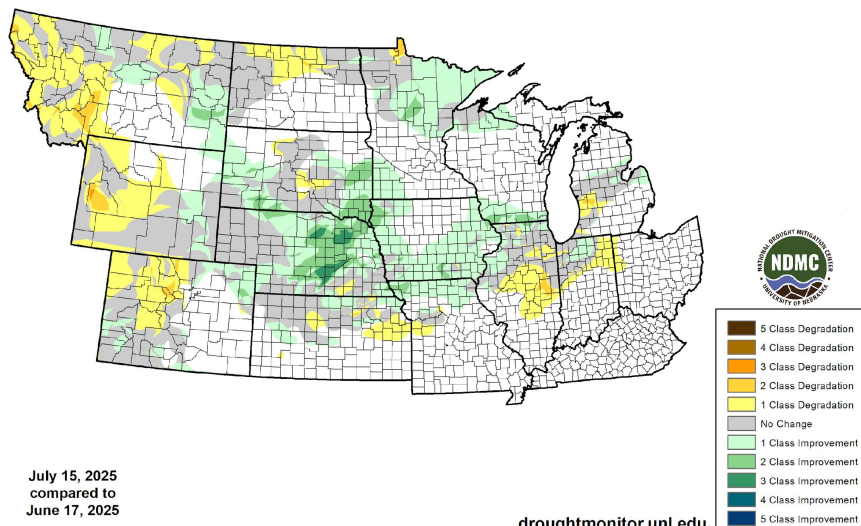 NATIONAL DROUGHT MITIGATION CENTER
NDMC
UNIVERSITY OF NEBRASKA
5 Class Degradation
4 Class Degradation
3 Class Degradation
2 Class Degradation
1 Class Degradation
No Change
1 Class Improvement
2 Class Improvement
3 Class Improvement
4 Class Improvement
5 Class Improvement
July 15, 2025
compared to
June 17, 2025
droughtmonitor.unl.edu